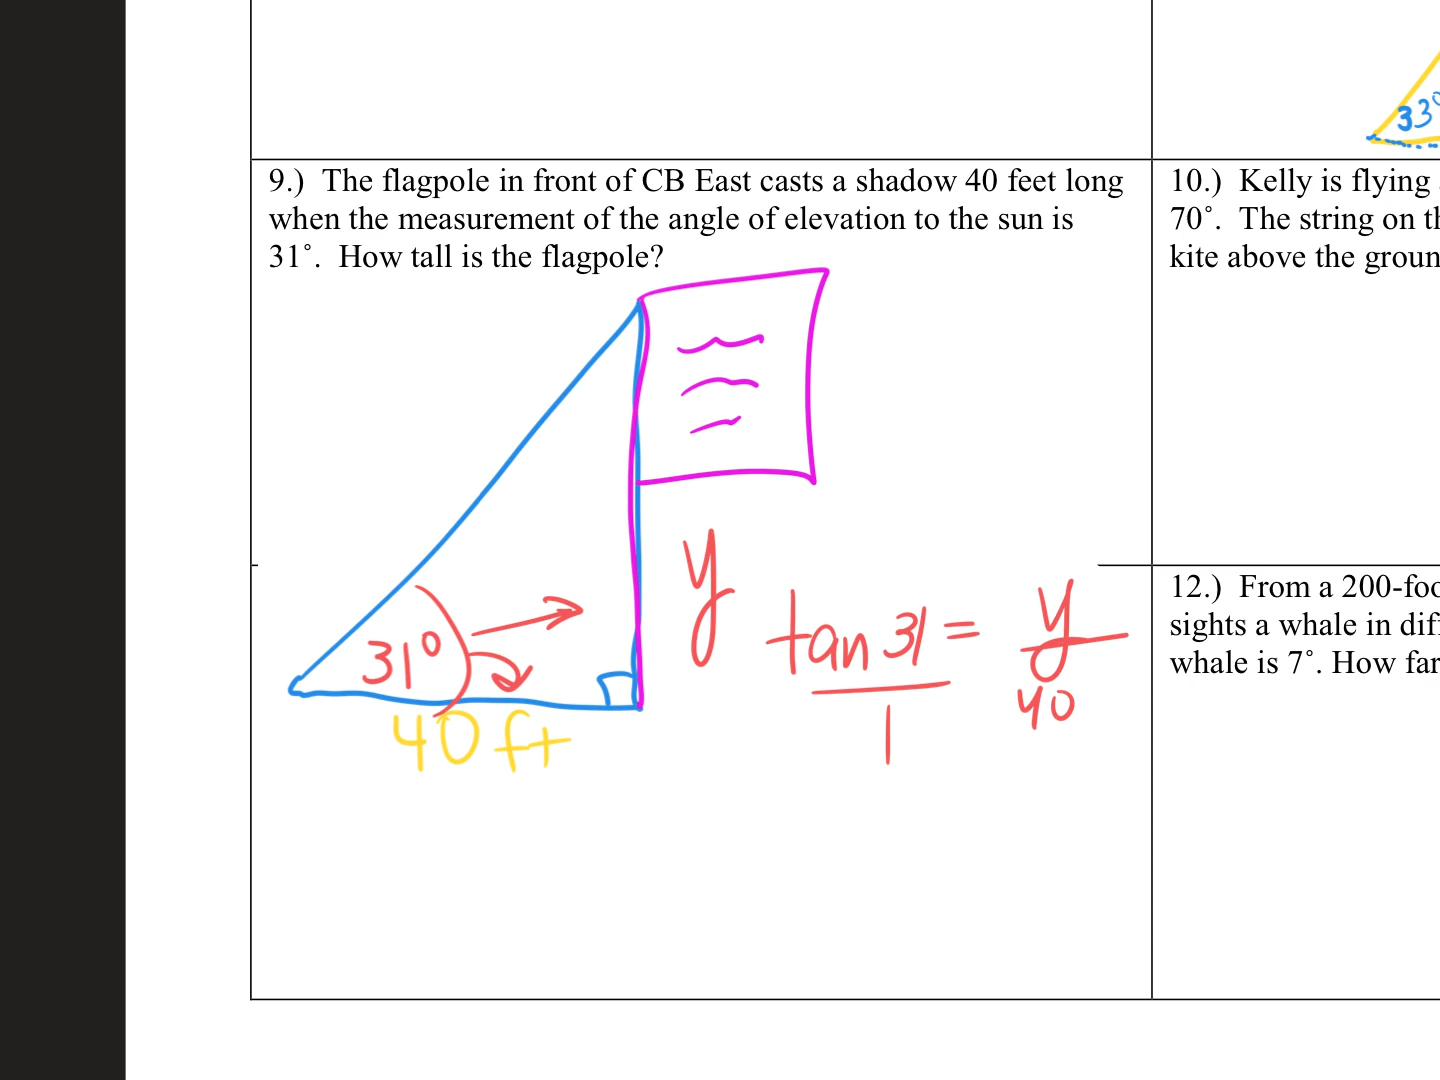 33°
9.) The flagpole in front of CB East casts a shadow 40 feet long
when the measurement of the angle of elevation to the sun is
31˚. How tall is the flagpole?
10.) Kelly is flying
70˚. The string on th
kite above the groun
31°
40 ft
y
tan 31 = y
1 40
12.) From a 200-foo
sights a whale in diff
whale is 7˚. How far